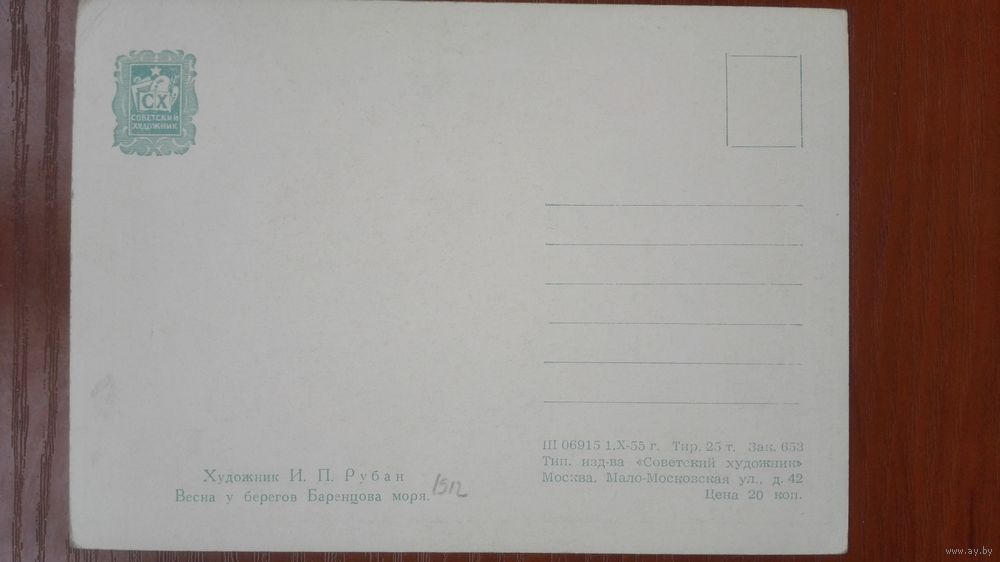 СХ
СОВЕТСКИЙ
ХУДОЖНИК
Художник И. П. Рубан
Весна у берегов Баренцова моря.
Ш 06915 1.X-55 г. Тир. 25 т. Зак. 653
Тип. изд-ва «Советский художник»
Москва, Мало-Московская ул., д. 42
Цена 20 коп.
www.ay.by